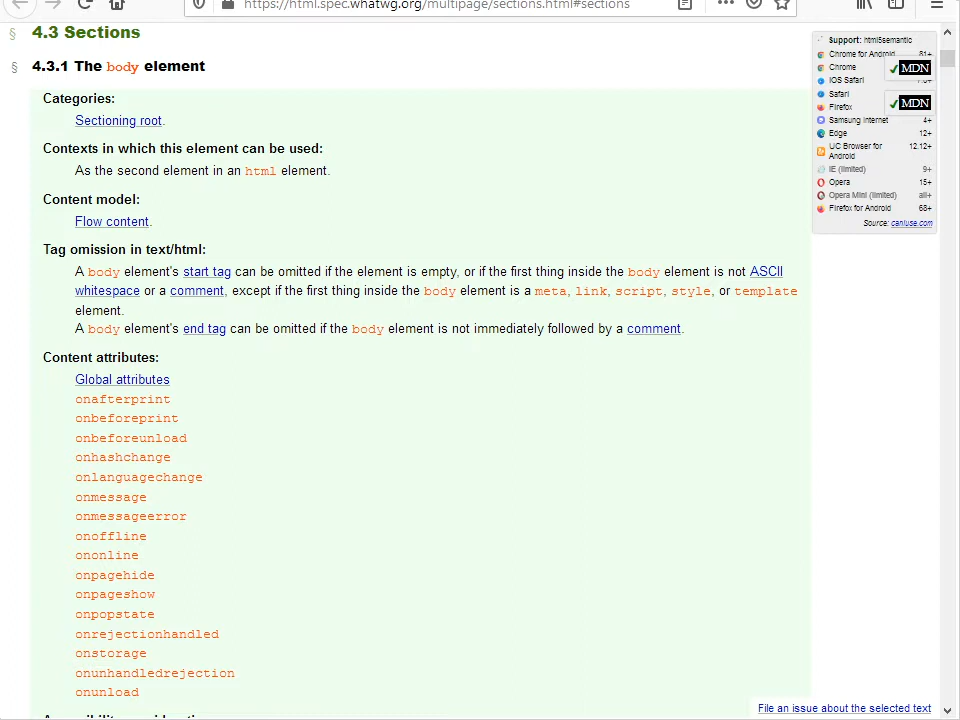 https://html.spec.whatwg.org/multipage/sections.html#sections
§ 4.3 Sections
§ 4.3.1 The body element
Categories:
Sectioning root.
Contexts in which this element can be used:
As the second element in an html element.
Content model:
Flow content.
Tag omission in text/html:
A body element's start tag can be omitted if the element is empty, or if the first thing inside the body element is not ASCII
whitespace or a comment, except if the first thing inside the body element is a meta, link, script, style, or template
element.
A body element's end tag can be omitted if the body element is not immediately followed by a comment.
Content attributes:
Global attributes
onafterprint
onbeforeprint
onbeforeunload
onhashchange
onlanguagechange
onmessage
onmessageerror
onoffline
ononline
onpagehide
onpageshow
onpopstate
onrejectionhandled
onstorage
onunhandledrejection
onunload
Support: html5semantic
Chrome for Android 81+
Chrome
✓ MDN
iOS Safari
Safari
✓ MDN
Firefox
Samsung Internet 4+
Edge 12+
UC Browser for 12.12+
Android
IE (limited) 9+
Opera 15+
Opera Mini (limited) all+
Firefox for Android 68+
Source: caniuse.com
File an issue about the selected text